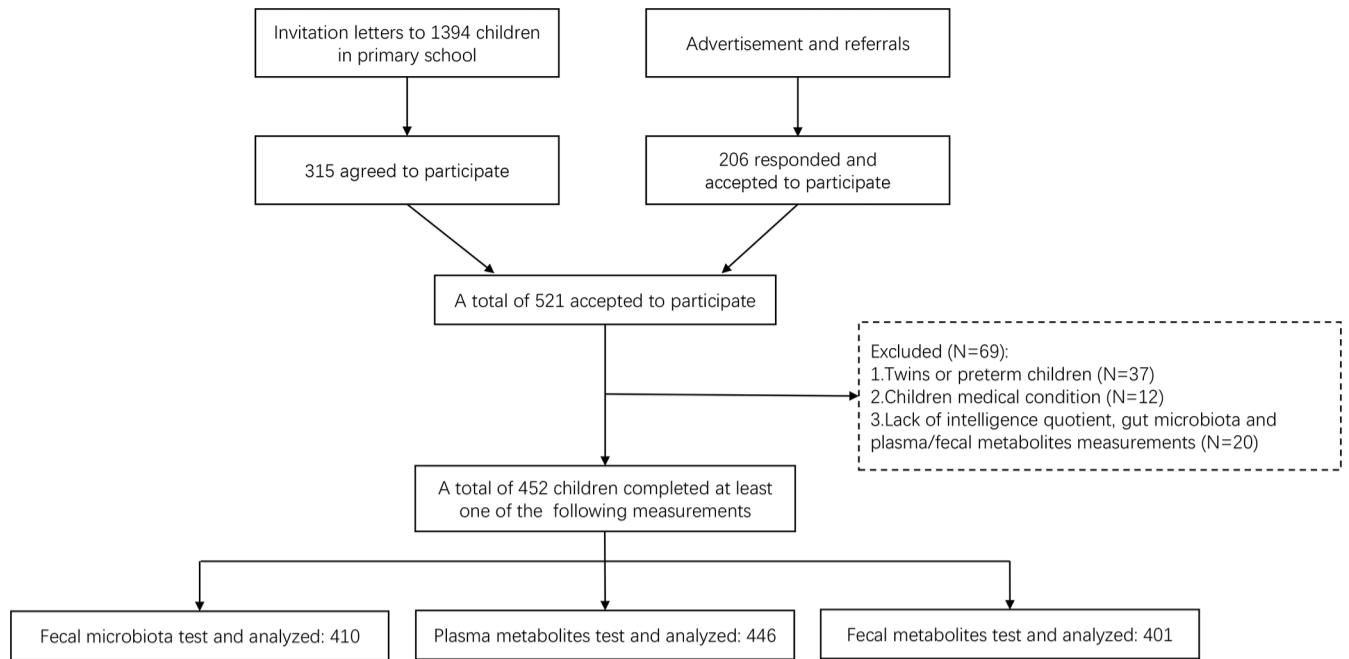 Invitation letters to 1394 children
in primary school
Advertisement and referrals
315 agreed to participate
206 responded and
accepted to participate
A total of 521 accepted to participate
Excluded (N=69):
1.Twins or preterm children (N=37)
2.Children medical condition (N=12)
3.Lack of intelligence quotient, gut microbiota and
plasma/fecal metabolites measurements (N=20)
A total of 452 children completed at least
one of the following measurements
Fecal microbiota test and analyzed: 410
Plasma metabolites test and analyzed: 446
Fecal metabolites test and analyzed: 401